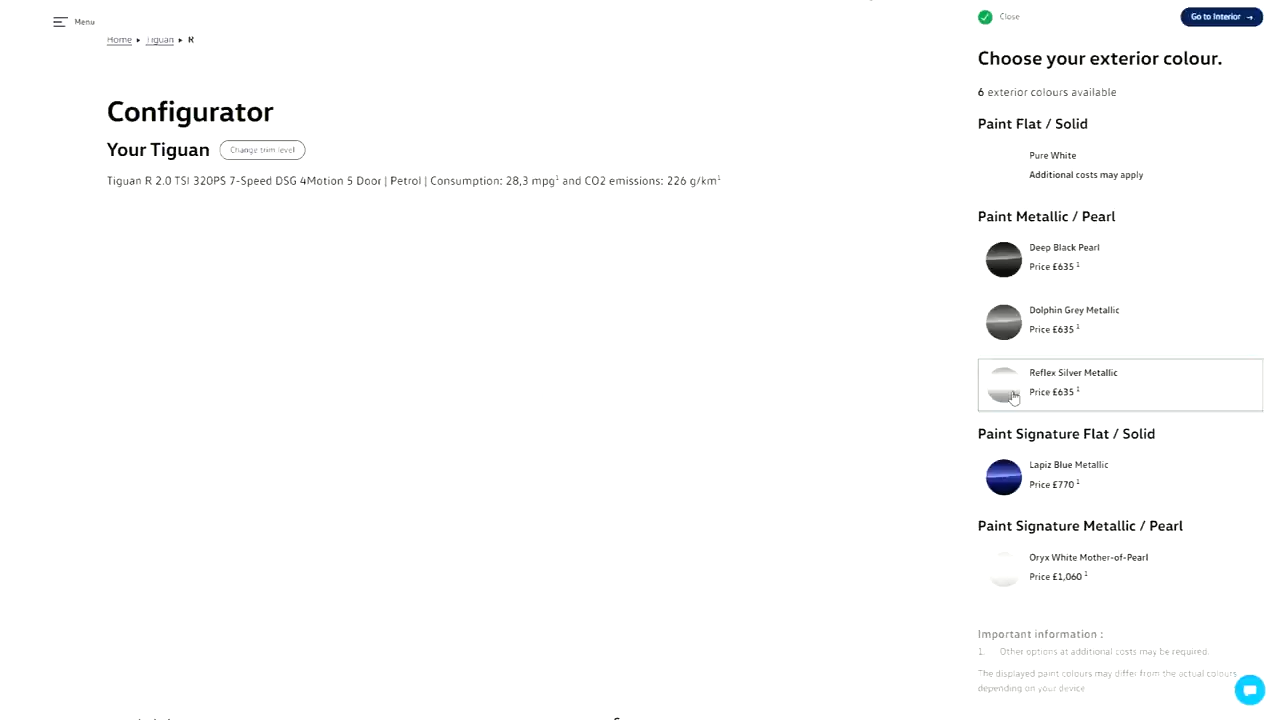 Menu
Home ▸ Tiguan ▸ R
Configurator
Your Tiguan
Change trim level
Tiguan R 2.0 TSI 320PS 7-Speed DSG 4Motion 5 Door | Petrol | Consumption: 28,3 mpg¹ and CO2 emissions: 226 g/km¹
Close
Go to Interior →
Choose your exterior colour.
6 exterior colours available
Paint Flat / Solid
Pure White
Additional costs may apply
Paint Metallic / Pearl
Deep Black Pearl
Price £635 ¹
Dolphin Grey Metallic
Price £635 ¹
Reflex Silver Metallic
Price £635 ¹
Paint Signature Flat / Solid
Lapiz Blue Metallic
Price £770 ¹
Paint Signature Metallic / Pearl
Oryx White Mother-of-Pearl
Price £1,060 ¹
Important information :
1. Other options at additional costs may be required.
The displayed paint colours may differ from the actual colours
depending on your device